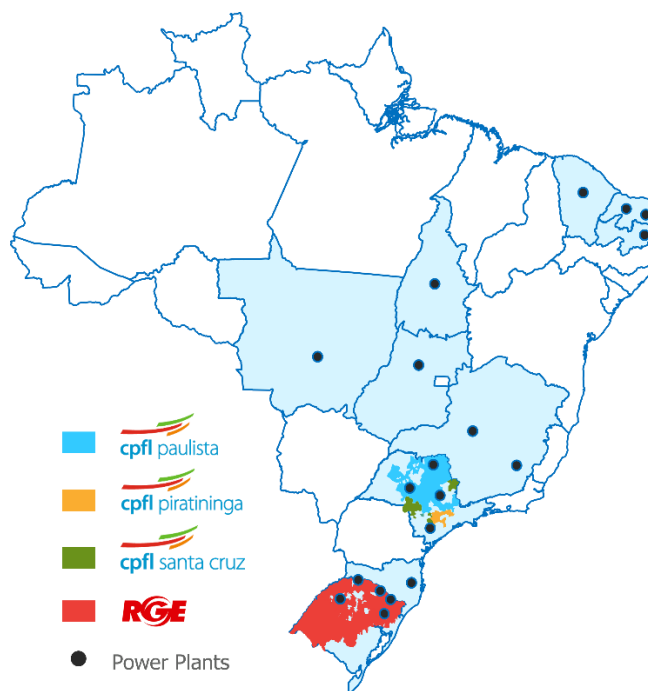 cpfl paulista
cpfl piratininga
cpfl santa cruz
RGE
Power Plants